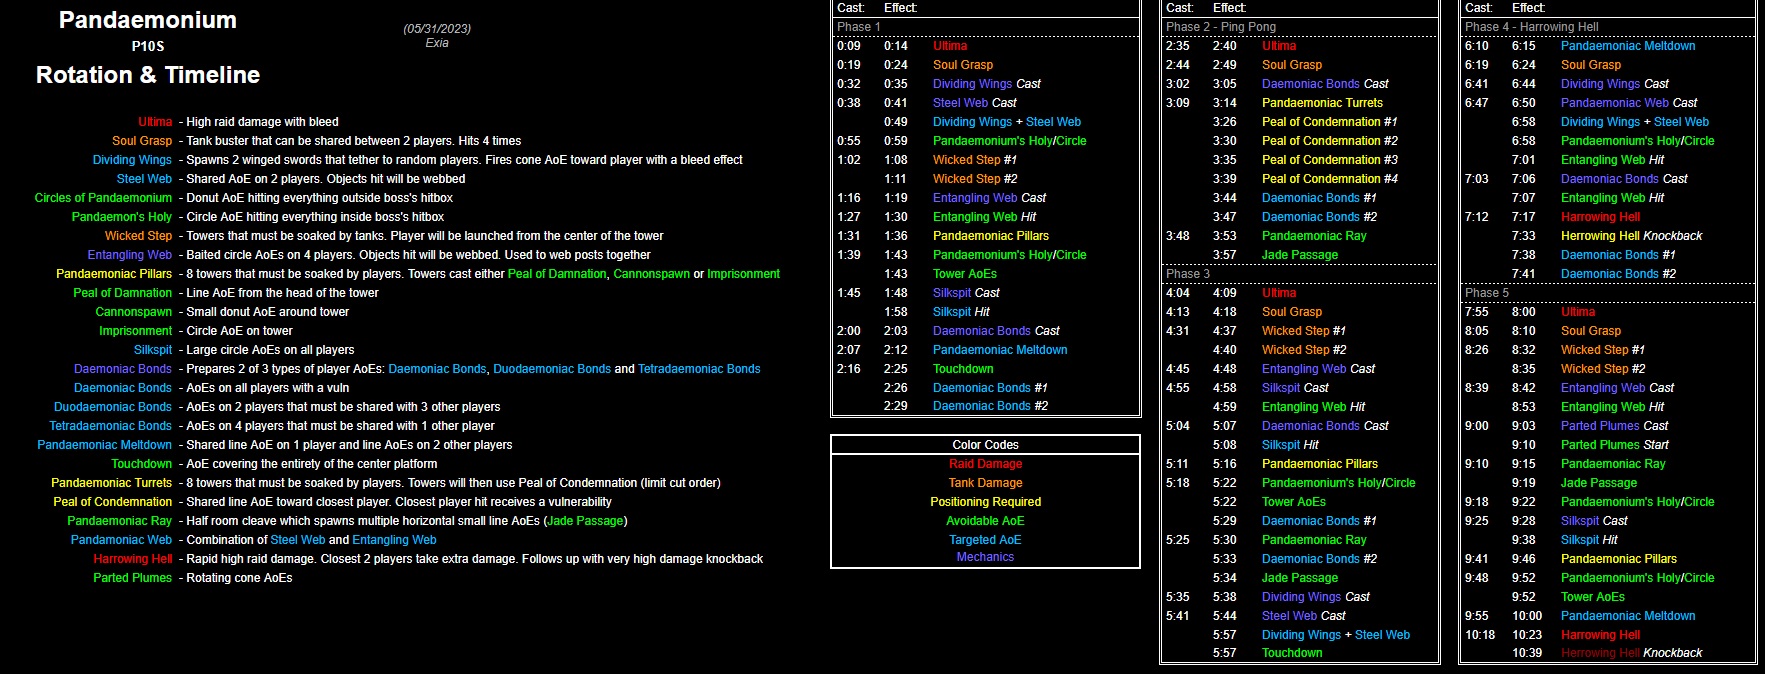 Pandaemonium
P10S
Rotation & Timeline
(05/31/2023)
Exia
Ultima - High raid damage with bleed
Soul Grasp - Tank buster that can be shared between 2 players. Hits 4 times
Dividing Wings - Spawns 2 winged swords that tether to random players. Fires cone AoE toward player with a bleed effect
Steel Web - Shared AoE on 2 players. Objects hit will be webbed
Circles of Pandaemonium - Donut AoE hitting everything outside boss's hitbox
Pandaemon's Holy - Circle AoE hitting everything inside boss's hitbox
Wicked Step - Towers that must be soaked by tanks. Player will be launched from the center of the tower
Entangling Web - Baited circle AoEs on 4 players. Objects hit will be webbed. Used to web posts together
Pandaemoniac Pillars - 8 towers that must be soaked by players. Towers cast either Peal of Damnation, Cannonspawn or Imprisonment
Peal of Damnation - Line AoE from the head of the tower
Cannonspawn - Small donut AoE around tower
Imprisonment - Circle AoE on tower
Silkspit - Large circle AoEs on all players
Daemoniac Bonds - Prepares 2 of 3 types of player AoEs: Daemoniac Bonds, Duodaemoniac Bonds and Tetradaemoniac Bonds
Daemoniac Bonds - AoEs on all players with a vuln
Duodaemoniac Bonds - AoEs on 2 players that must be shared with 3 other players
Tetradaemoniac Bonds - AoEs on 4 players that must be shared with 1 other player
Pandaemoniac Meltdown - Shared line AoE on 1 player and line AoEs on 2 other players
Touchdown - AoE covering the entirety of the center platform
Pandaemoniac Turrets - 8 towers that must be soaked by players. Towers will then use Peal of Condemnation (limit cut order)
Peal of Condemnation - Shared line AoE toward closest player. Closest player hit receives a vulnerability
Pandaemoniac Ray - Half room cleave which spawns multiple horizontal small line AoEs (Jade Passage)
Pandamoniac Web - Combination of Steel Web and Entangling Web
Harrowing Hell - Rapid high raid damage. Closest 2 players take extra damage. Follows up with very high damage knockback
Parted Plumes - Rotating cone AoEs
Cast: Effect:
Phase 1
0:09 0:14 Ultima
0:19 0:24 Soul Grasp
0:32 0:35 Dividing Wings Cast
0:38 0:41 Steel Web Cast
0:49 Dividing Wings + Steel Web
0:55 0:59 Pandaemonium's Holy/Circle
1:02 1:08 Wicked Step #1
1:11 Wicked Step #2
1:16 1:19 Entangling Web Cast
1:27 1:30 Entangling Web Hit
1:31 1:36 Pandaemoniac Pillars
1:39 1:43 Pandaemonium's Holy/Circle
1:43 Tower AoEs
1:45 1:48 Silkspit Cast
1:58 Silkspit Hit
2:00 2:03 Daemoniac Bonds Cast
2:07 2:12 Pandaemoniac Meltdown
2:16 2:25 Touchdown
2:26 Daemoniac Bonds #1
2:29 Daemoniac Bonds #2
Color Codes
Raid Damage
Tank Damage
Positioning Required
Avoidable AoE
Targeted AoE
Mechanics
Cast: Effect:
Phase 2 - Ping Pong
2:35 2:40 Ultima
2:44 2:49 Soul Grasp
3:02 3:05 Daemoniac Bonds Cast
3:09 3:14 Pandaemoniac Turrets
3:26 Peal of Condemnation #1
3:30 Peal of Condemnation #2
3:35 Peal of Condemnation #3
3:39 Peal of Condemnation #4
3:44 Daemoniac Bonds #1
3:47 Daemoniac Bonds #2
3:48 3:53 Pandaemoniac Ray
3:57 Jade Passage
Phase 3
4:04 4:09 Ultima
4:13 4:18 Soul Grasp
4:31 4:37 Wicked Step #1
4:40 Wicked Step #2
4:45 4:48 Entangling Web Cast
4:55 4:58 Silkspit Cast
4:59 Entangling Web Hit
5:04 5:07 Daemoniac Bonds Cast
5:08 Silkspit Hit
5:11 5:16 Pandaemoniac Pillars
5:18 5:22 Pandaemonium's Holy/Circle
5:22 Tower AoEs
5:29 Daemoniac Bonds #1
5:25 5:30 Pandaemoniac Ray
5:33 Daemoniac Bonds #2
5:34 Jade Passage
5:35 5:38 Dividing Wings Cast
5:41 5:44 Steel Web Cast
5:57 Dividing Wings + Steel Web
5:57 Touchdown
Cast: Effect:
Phase 4 - Harrowing Hell
6:10 6:15 Pandaemoniac Meltdown
6:19 6:24 Soul Grasp
6:41 6:44 Dividing Wings Cast
6:47 6:50 Pandaemoniac Web Cast
6:58 Dividing Wings + Steel Web
6:58 Pandaemonium's Holy/Circle
7:01 Entangling Web Hit
7:03 7:06 Daemoniac Bonds Cast
7:07 Entangling Web Hit
7:12 7:17 Harrowing Hell
7:33 Herrowing Hell Knockback
7:38 Daemoniac Bonds #1
7:41 Daemoniac Bonds #2
Phase 5
7:55 8:00 Ultima
8:05 8:10 Soul Grasp
8:26 8:32 Wicked Step #1
8:35 Wicked Step #2
8:39 8:42 Entangling Web Cast
8:53 Entangling Web Hit
9:00 9:03 Parted Plumes Cast
9:10 Parted Plumes Start
9:10 9:15 Pandaemoniac Ray
9:19 Jade Passage
9:18 9:22 Pandaemonium's Holy/Circle
9:25 9:28 Silkspit Cast
9:38 Silkspit Hit
9:41 9:46 Pandaemoniac Pillars
9:48 9:52 Pandaemonium's Holy/Circle
9:52 Tower AoEs
9:55 10:00 Pandaemoniac Meltdown
10:18 10:23 Harrowing Hell
10:39 Herrowing Hell Knockback